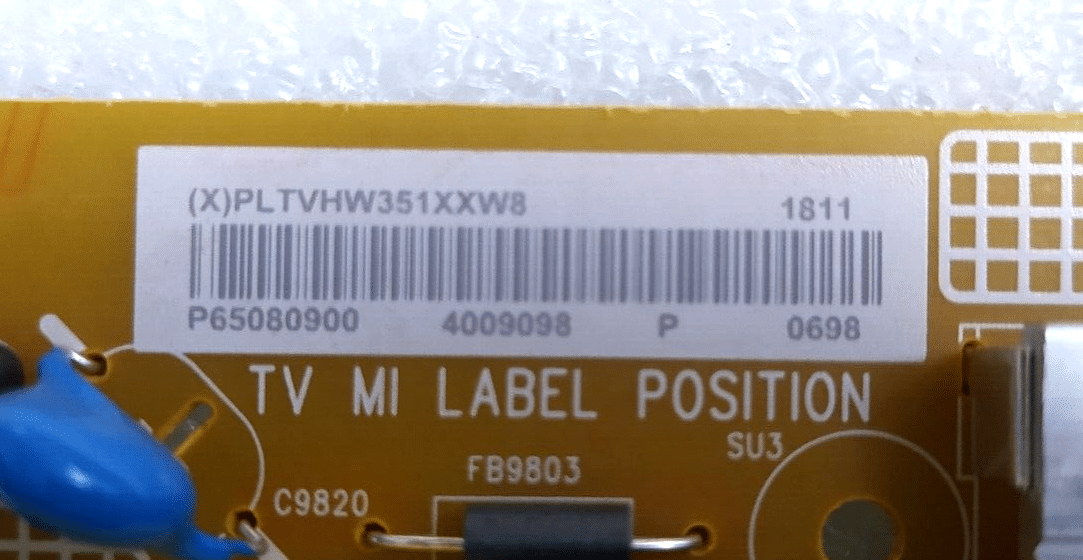 (X)PLTVHW351XXW8 1811
P65080900 4009098 P 0698
TV MI LABEL POSITION
SU3
FB9803
C9820